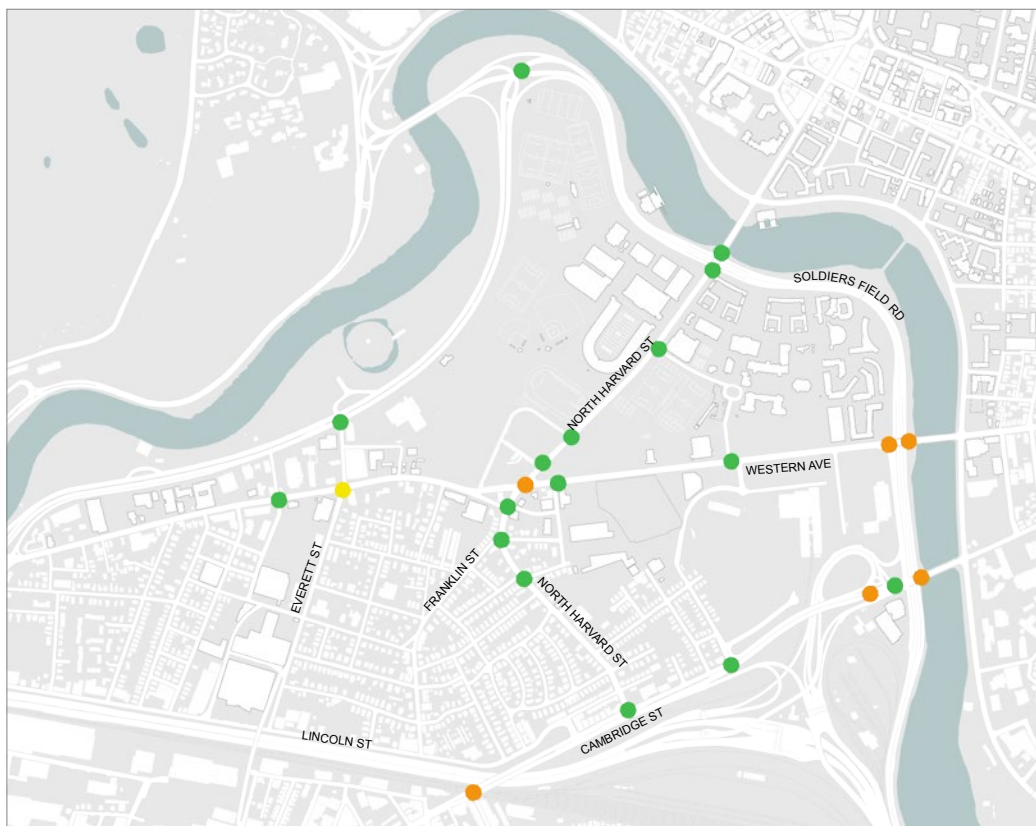 SOLDIERS FIELD RD
NORTH HARVARD ST
WESTERN AVE
EVERETT ST
FRANKLIN ST
NORTH HARVARD ST
LINCOLN ST
CAMBRIDGE ST